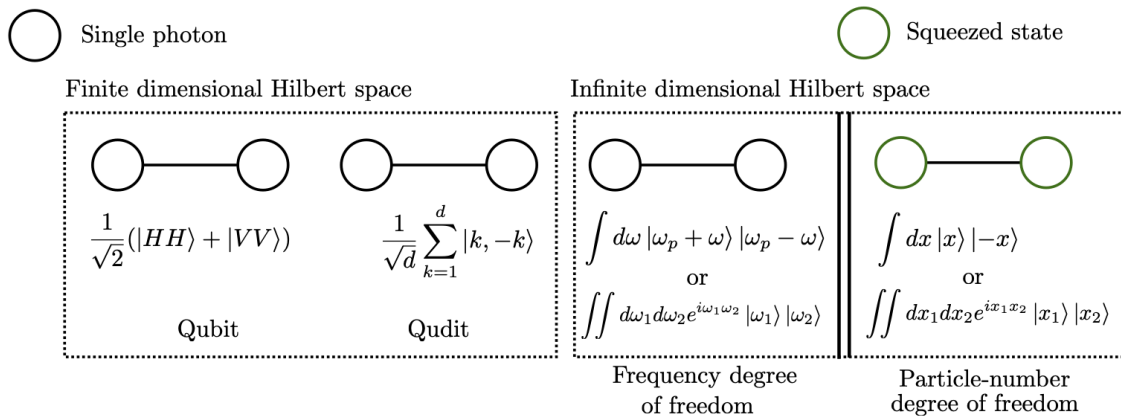 Single photon
Squeezed state
Finite dimensional Hilbert space
Infinite dimensional Hilbert space
$\frac{1}{\sqrt{2}}(|HH\rangle + |VV\rangle)$
$\frac{1}{\sqrt{d}} \sum_{k=1}^{d} |k, -k\rangle$
Qubit
Qudit
$\int d\omega\, |\omega_p + \omega\rangle\, |\omega_p - \omega\rangle$
or
$\iint d\omega_1 d\omega_2 e^{i\omega_1\omega_2}\, |\omega_1\rangle\, |\omega_2\rangle$
Frequency degree
of freedom
$\int dx\, |x\rangle\, |-x\rangle$
or
$\iint dx_1 dx_2 e^{ix_1x_2}\, |x_1\rangle\, |x_2\rangle$
Particle-number
degree of freedom